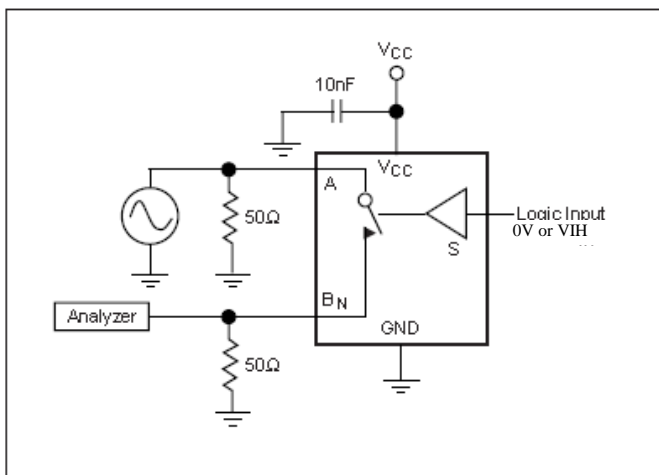 VCC
10nF
VCC
A
50Ω
Logic Input
0V or VIH
S
BN
Analyzer
GND
50Ω